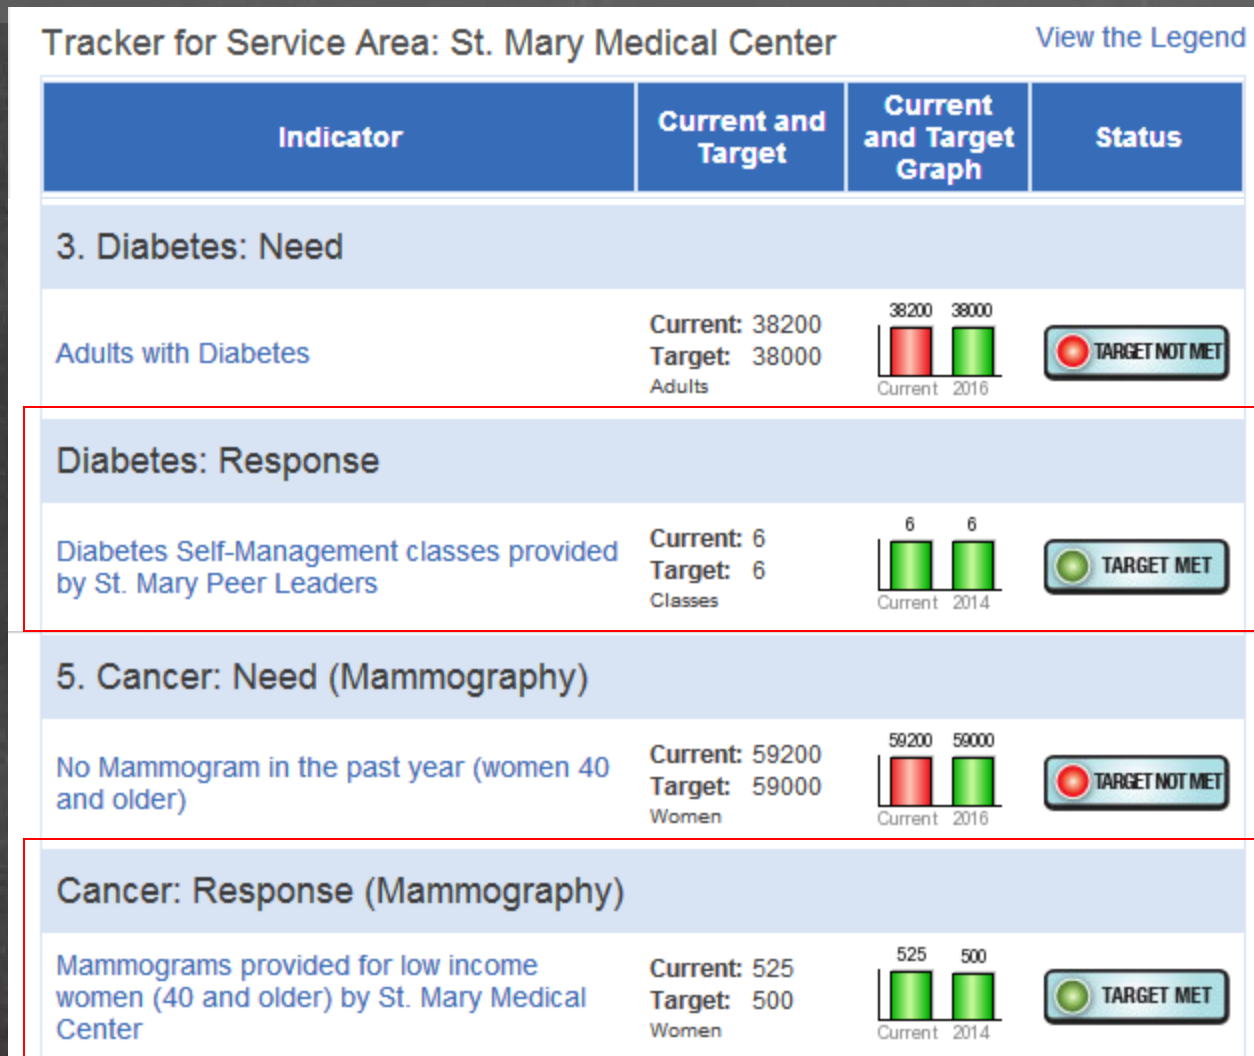 Tracker for Service Area: St. Mary Medical Center
View the Legend
Indicator
Current and
Target
Current
and Target
Graph
Status
3. Diabetes: Need
Adults with Diabetes
Current: 38200
Target: 38000
Adults
38200 38000
Current 2016
TARGET NOT MET
Diabetes: Response
Diabetes Self-Management classes provided
by St. Mary Peer Leaders
Current: 6
Target: 6
Classes
6 6
Current 2014
TARGET MET
5. Cancer: Need (Mammography)
No Mammogram in the past year (women 40
and older)
Current: 59200
Target: 59000
Women
59200 59000
Current 2016
TARGET NOT MET
Cancer: Response (Mammography)
Mammograms provided for low income
women (40 and older) by St. Mary Medical
Center
Current: 525
Target: 500
Women
525 500
Current 2014
TARGET MET